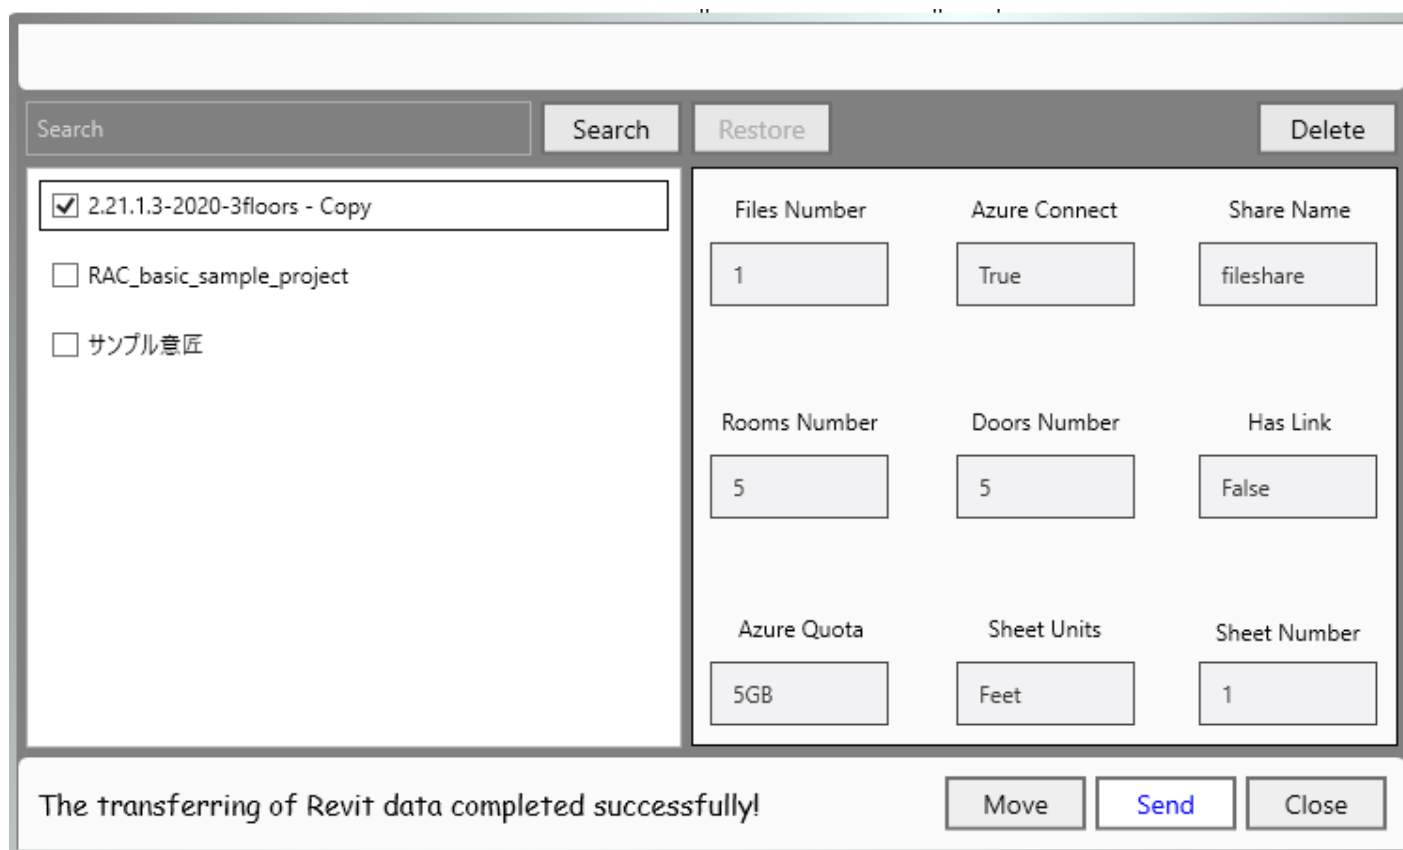 Search Search Restore Delete
2.21.1.3-2020-3floors - Copy
RAC_basic_sample_project
サンプル意匠
Files Number Azure Connect Share Name
1 True fileshare
Rooms Number Doors Number Has Link
5 5 False
Azure Quota Sheet Units Sheet Number
5GB Feet 1
The transferring of Revit data completed successfully! Move Send Close